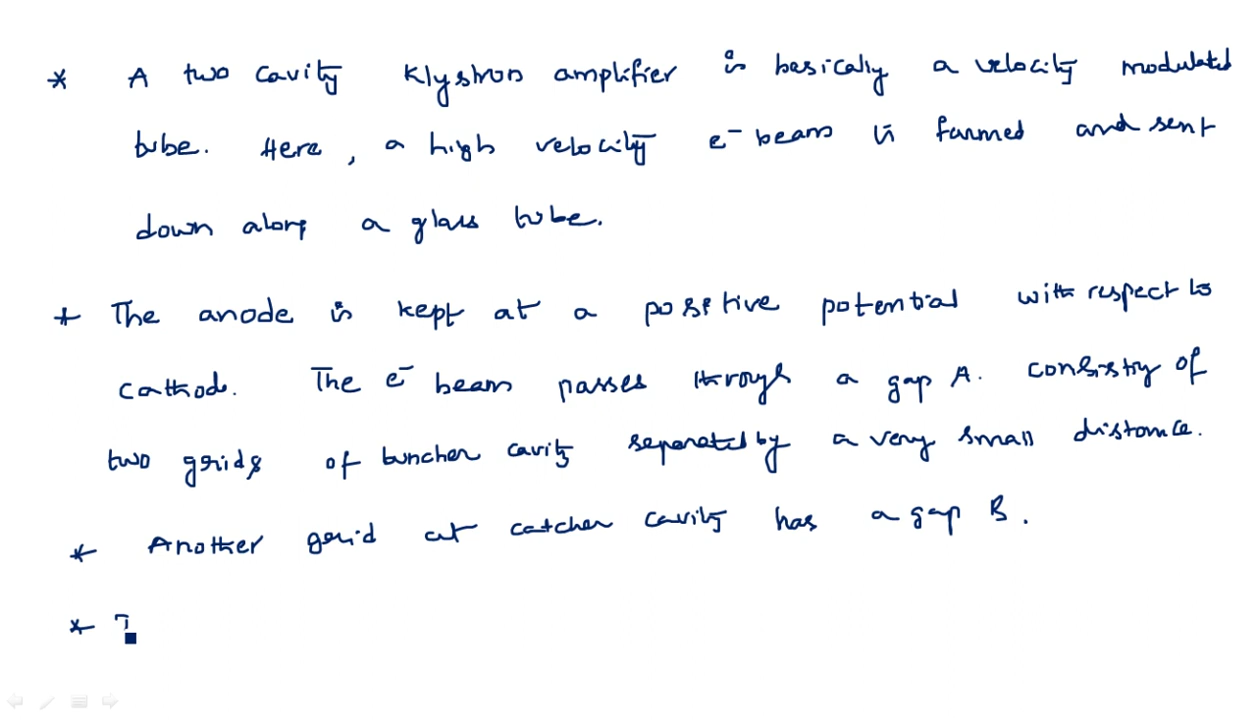 * A two cavity Klystron amplifier is basically a velocity modulated
tube. Here, a high velocity e⁻ beam is formed and sent
down along a glass tube.
* The anode is kept at a positive potential with respect to
cathode. The e⁻ beam passes through a gap A. consisting of
two grids of buncher cavity separated by a very small distance.
* Another grid at catcher cavity has a gap B.
*